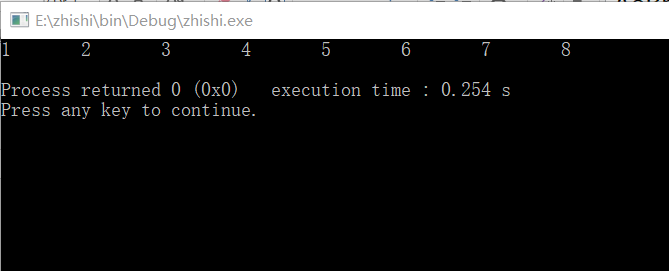 E:\zhishi\bin\Debug\zhishi.exe
1 2 3 4 5 6 7 8
Process returned 0 (0x0) execution time : 0.254 s
Press any key to continue.